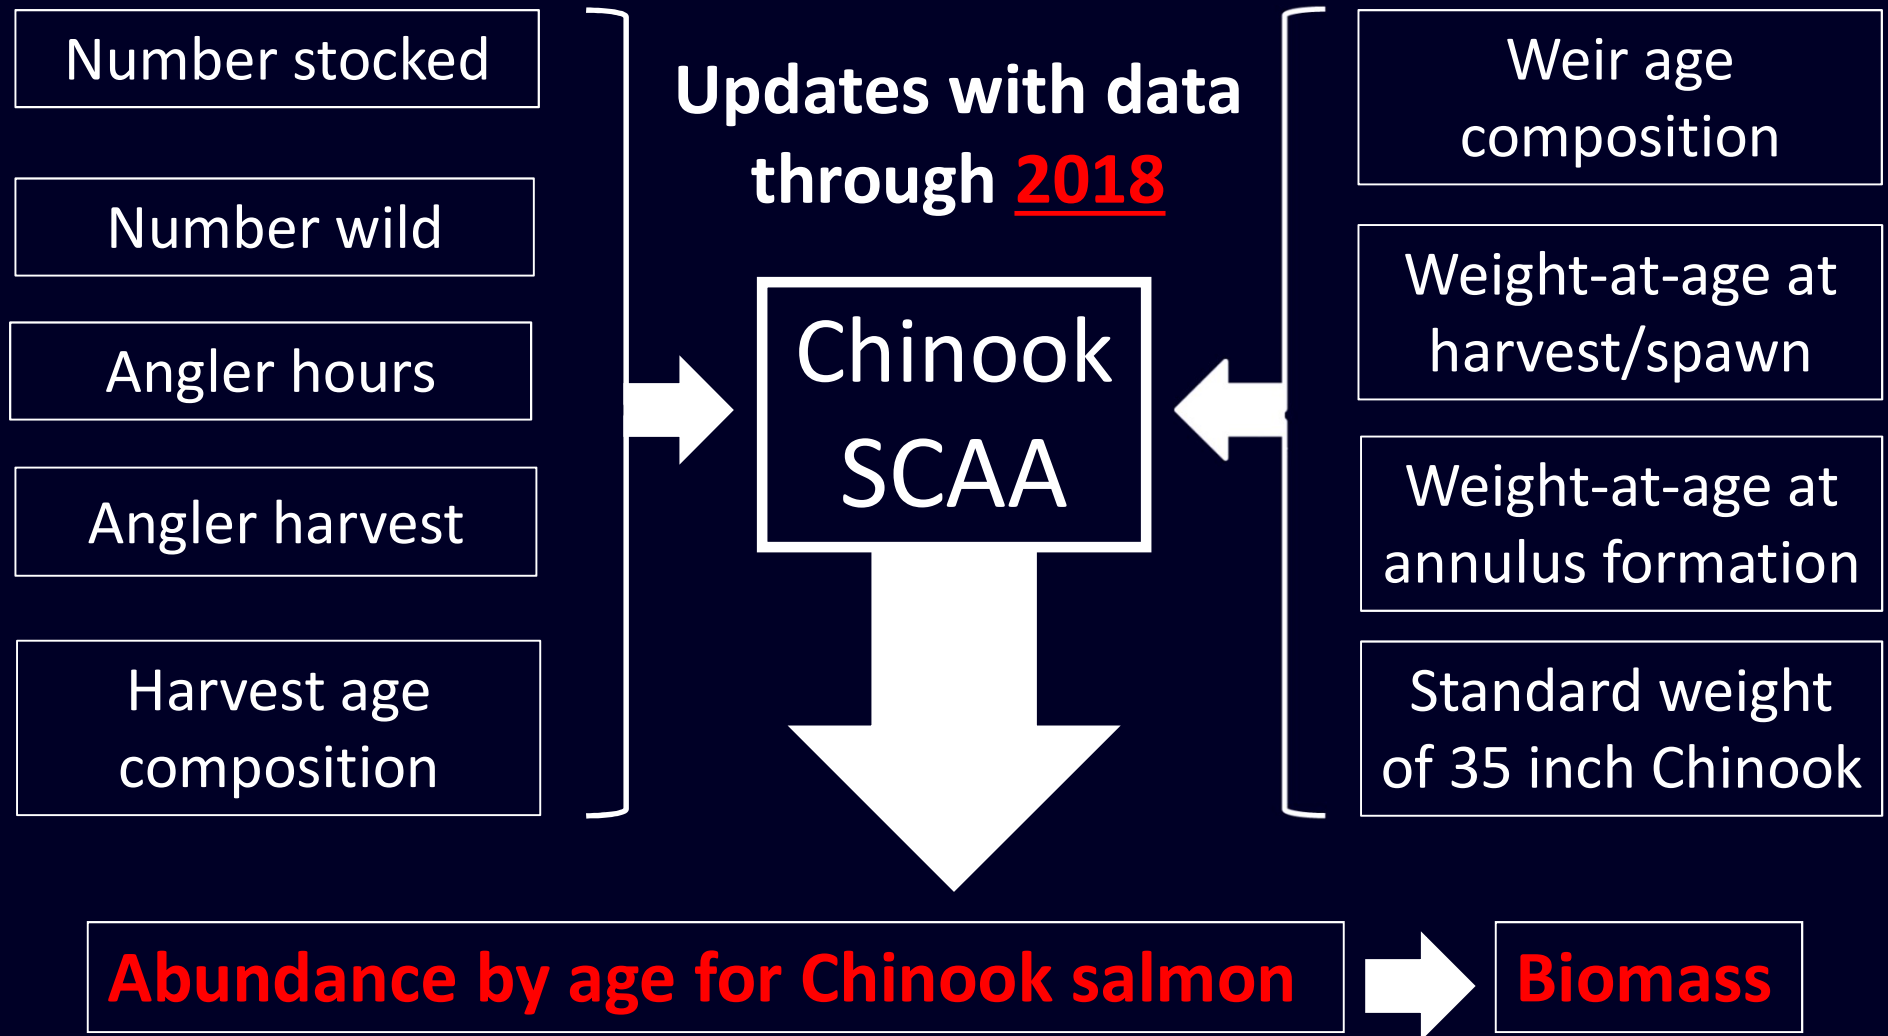 Number stocked
Number wild
Angler hours
Angler harvest
Harvest age
composition
Updates with data
through 2018
Chinook
SCAA
Weir age
composition
Weight-at-age at
harvest/spawn
Weight-at-age at
annulus formation
Standard weight
of 35 inch Chinook
Abundance by age for Chinook salmon
Biomass